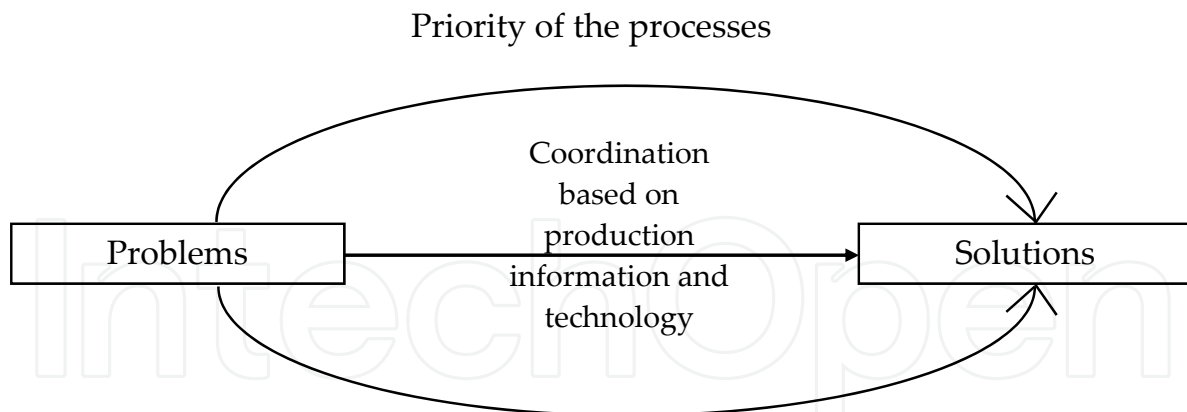 Priority of the processes
Coordination
based on
production
information and
technology
Problems
Solutions
IntechOpen